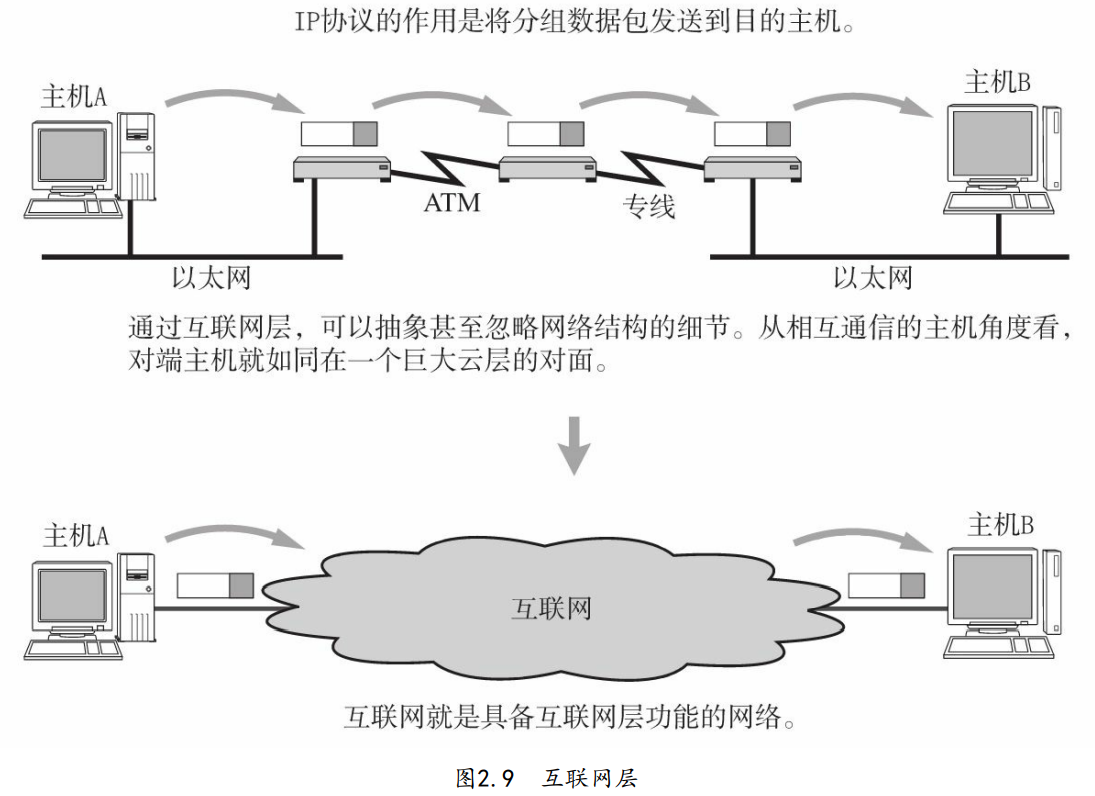 IP协议的作用是将分组数据包发送到目的主机。
主机A
主机B
ATM
专线
以太网
以太网
通过互联网层，可以抽象甚至忽略网络结构的细节。从相互通信的主机角度看，
对端主机就如同在一个巨大云层的对面。
主机A
主机B
互联网
互联网就是具备互联网层功能的网络。
图2.9 互联网层